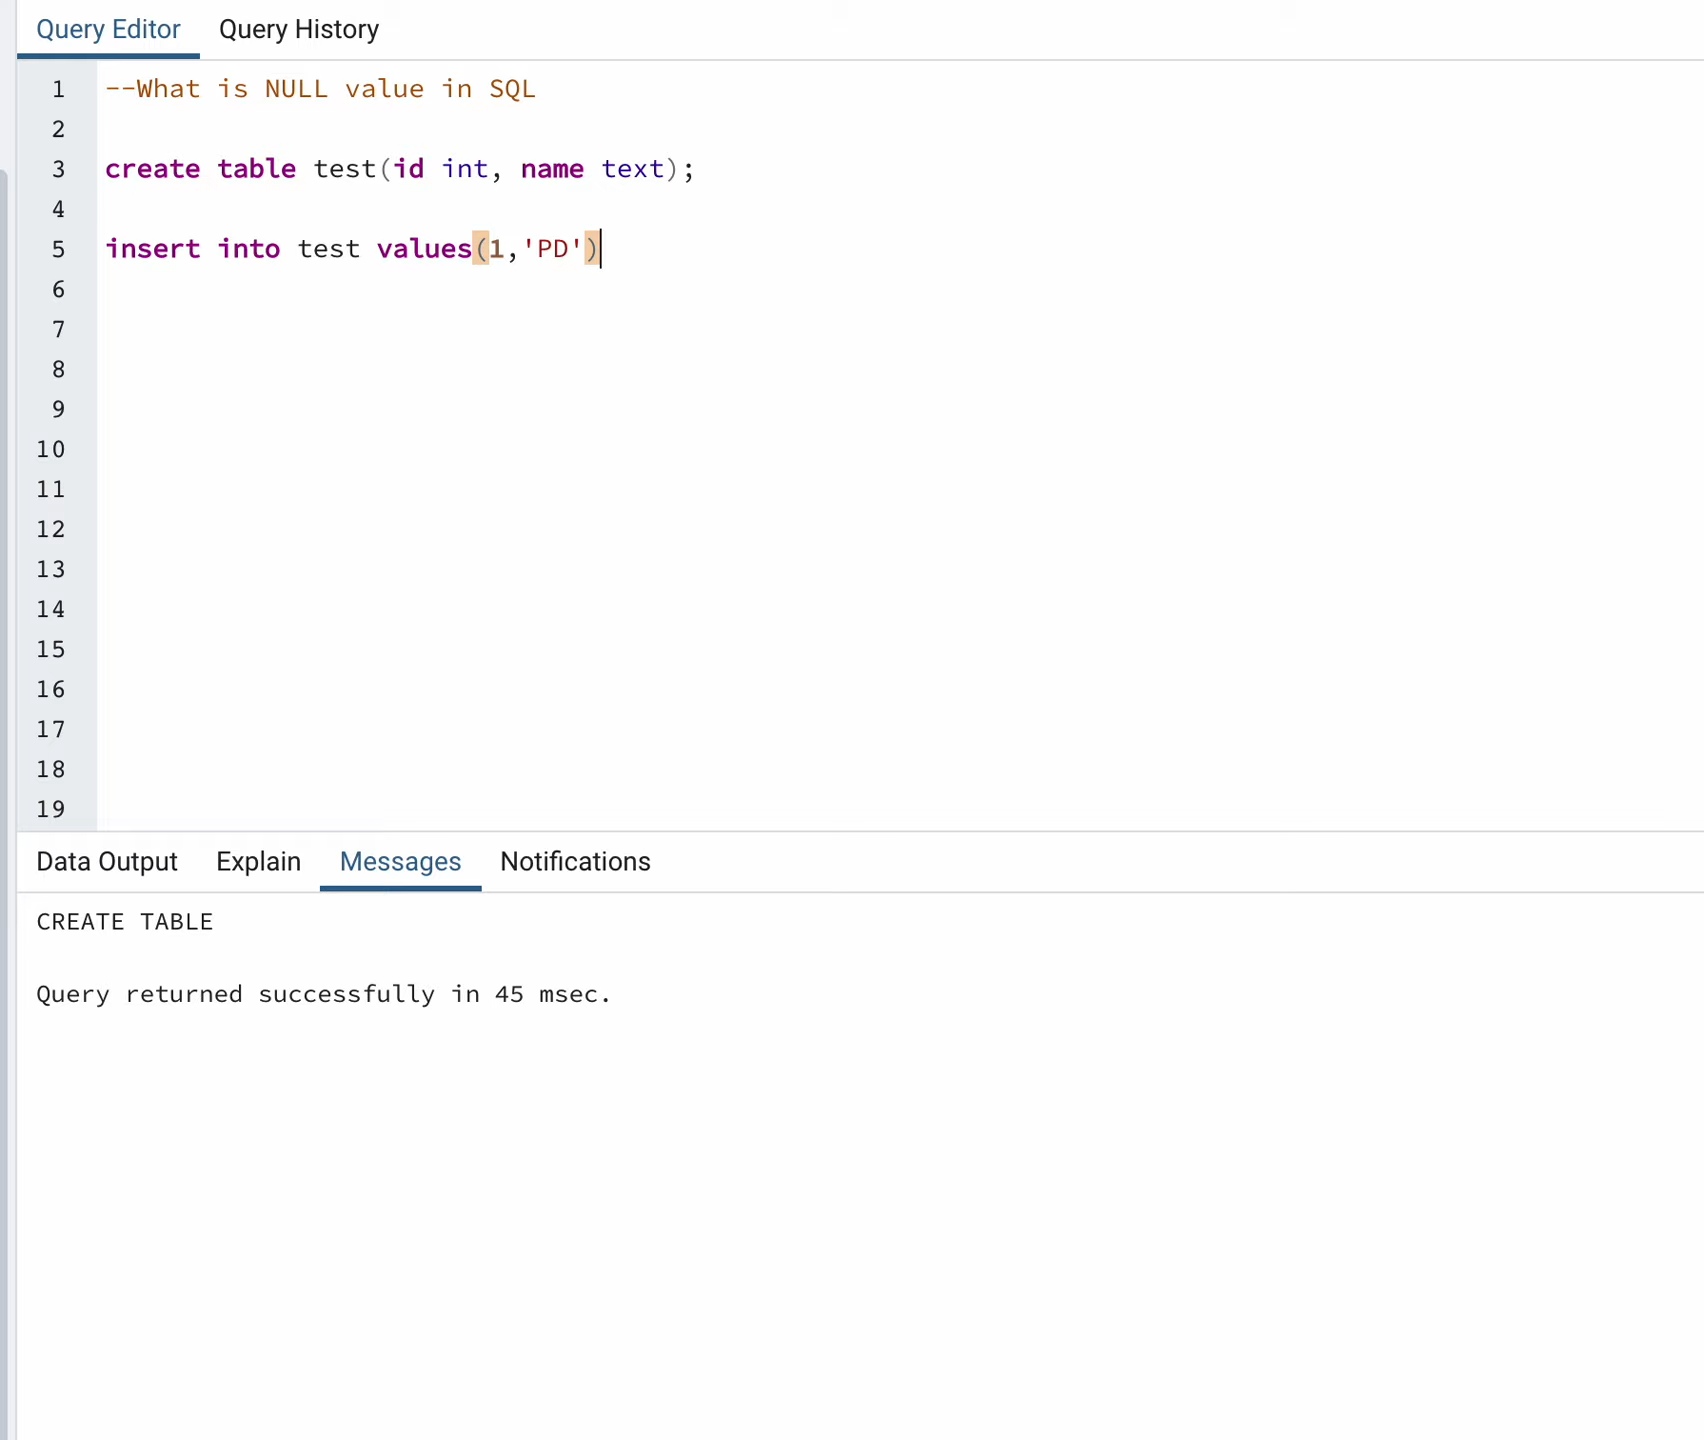 Query Editor Query History
1 --What is NULL value in SQL
2
3 create table test(id int, name text);
4
5 insert into test values(1,'PD')
6
7
8
9
10
11
12
13
14
15
16
17
18
19
Data Output Explain Messages Notifications
CREATE TABLE
Query returned successfully in 45 msec.